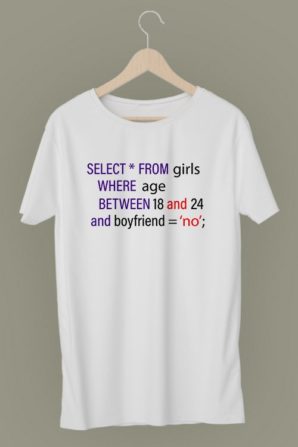 SELECT * FROM girls
WHERE age
BETWEEN 18 and 24
and boyfriend = 'no';